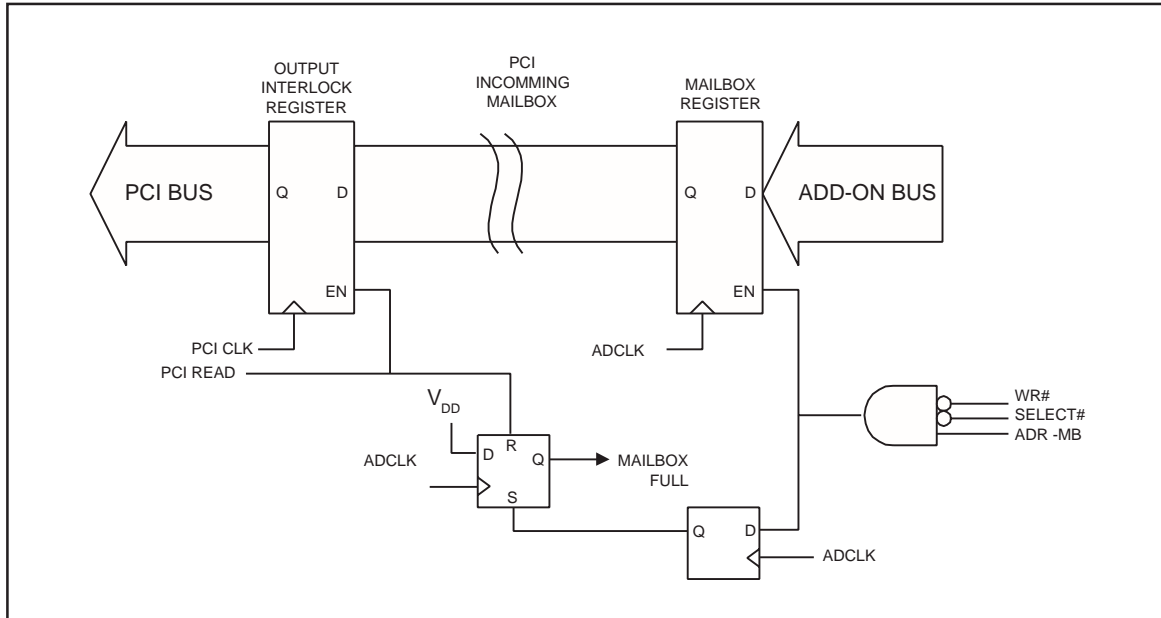 OUTPUT
INTERLOCK
REGISTER
PCI
INCOMMING
MAILBOX
MAILBOX
REGISTER
PCI BUS
Q
D
Q
D
ADD-ON BUS
EN
EN
PCI CLK
ADCLK
PCI READ
WR#
SELECT#
ADR -MB
VDD
D
R
Q
S
ADCLK
MAILBOX
FULL
Q
D
ADCLK